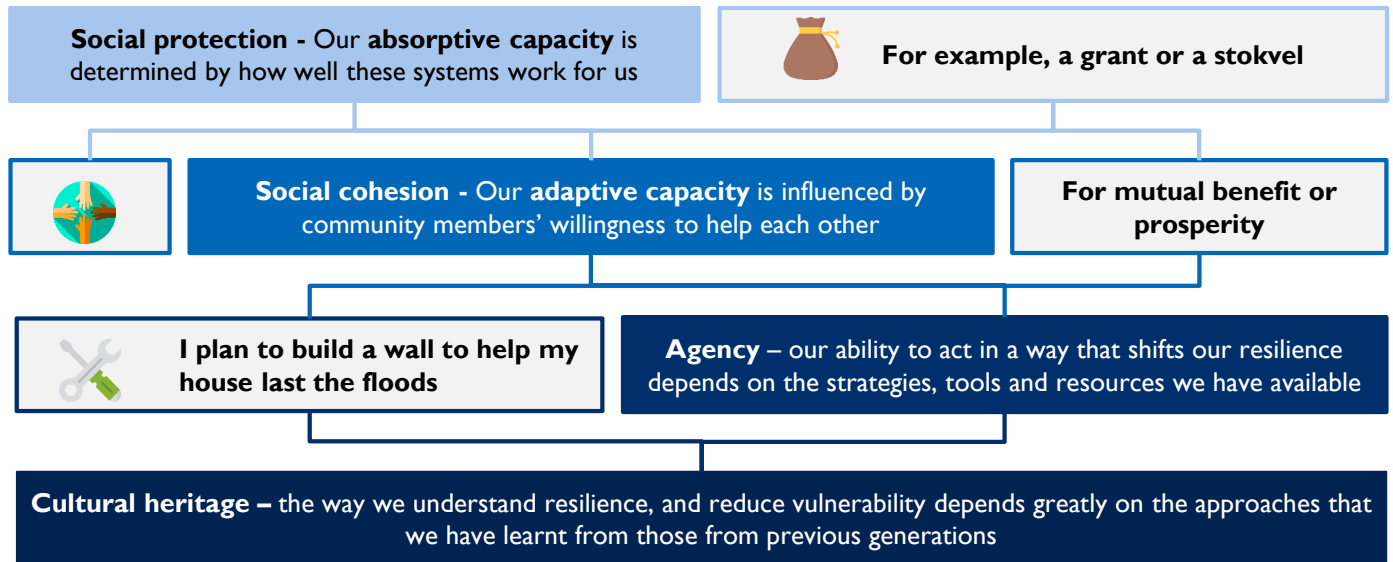 Social protection - Our absorptive capacity is
determined by how well these systems work for us
For example, a grant or a stokvel
Social cohesion - Our adaptive capacity is influenced by
community members’ willingness to help each other
For mutual benefit or
prosperity
I plan to build a wall to help my
house last the floods
Agency – our ability to act in a way that shifts our resilience
depends on the strategies, tools and resources we have available
Cultural heritage – the way we understand resilience, and reduce vulnerability depends greatly on the approaches that
we have learnt from those from previous generations